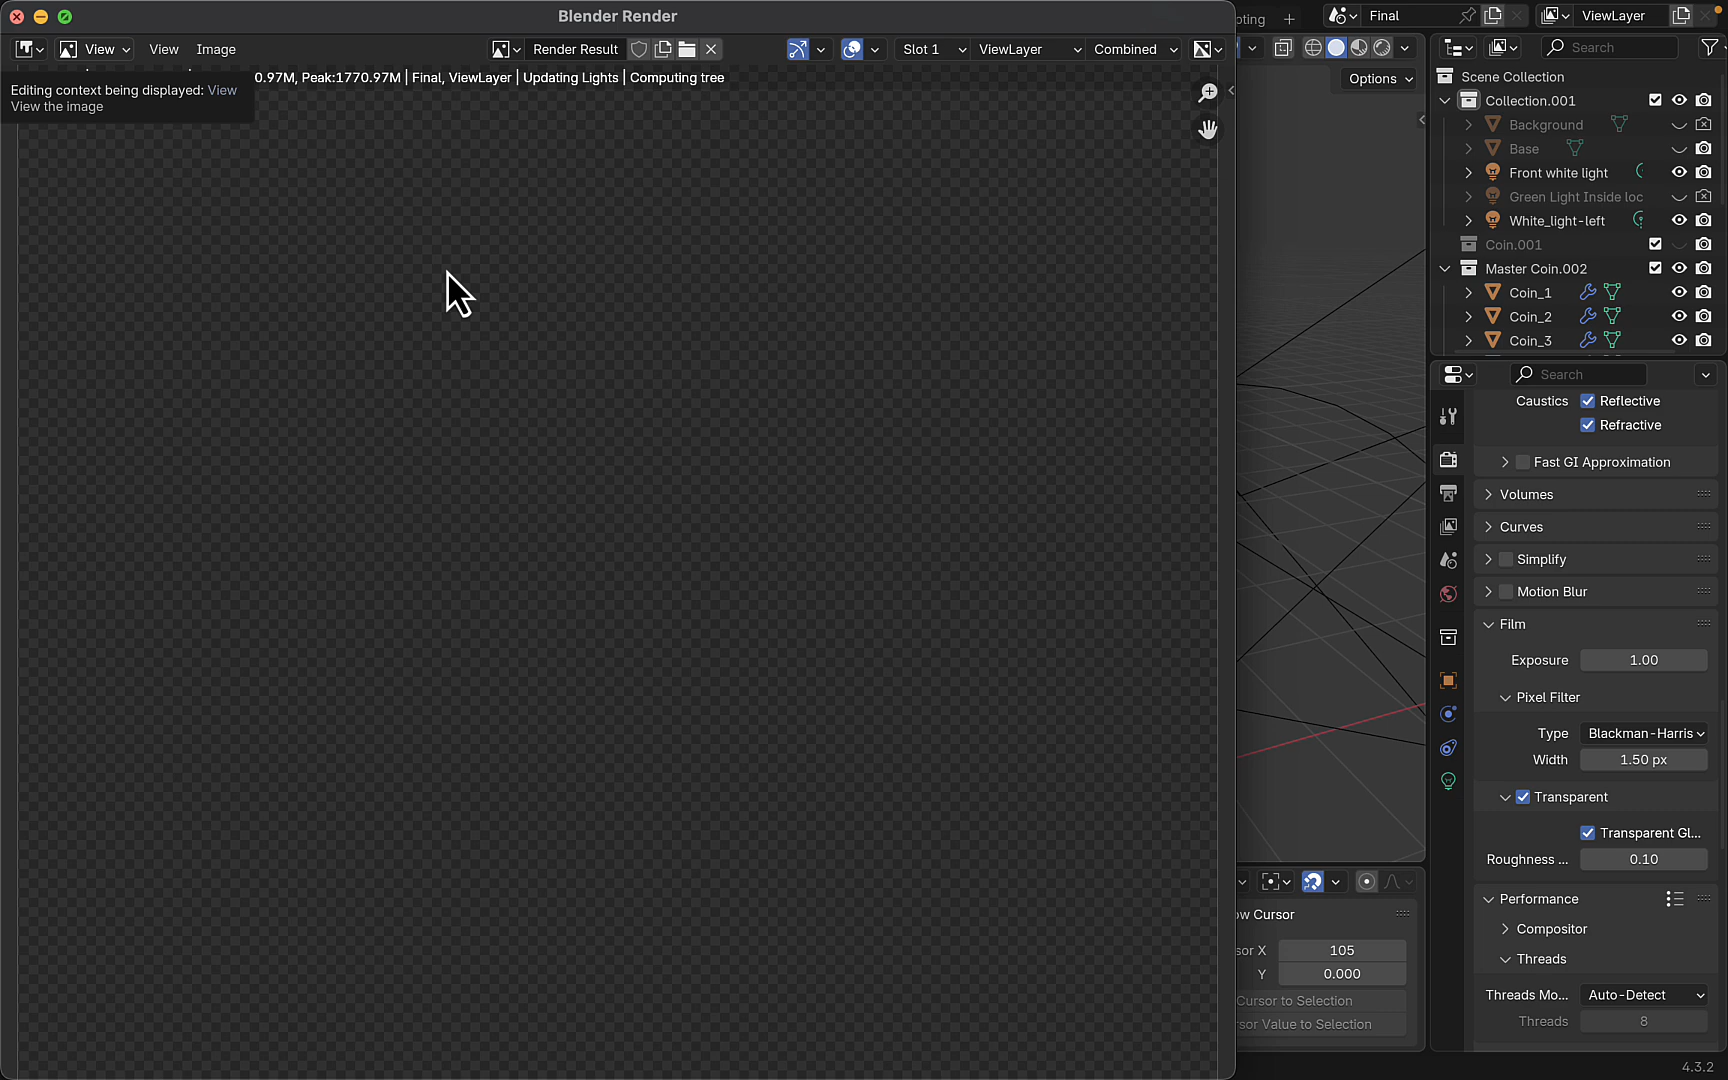 Blender Render
View
View
Image
Render Result
Slot 1
ViewLayer
Combined
0.97M, Peak:1770.97M | Final, ViewLayer | Updating Lights | Computing tree
Editing context being displayed: View
View the image
oting
Final
ViewLayer
Options
Search
Scene Collection
Collection.001
Background
Base
Front white light
Green Light Inside loc
White_light-left
Coin.001
Master Coin.002
Coin_1
Coin_2
Coin_3
Search
Caustics Reflective
Refractive
Fast GI Approximation
Volumes
Curves
Simplify
Motion Blur
Film
Exposure 1.00
Pixel Filter
Type Blackman-Harris
Width 1.50 px
Transparent
Transparent Gl...
Roughness ... 0.10
Performance
Compositor
Threads
Threads Mo... Auto-Detect
Threads 8
ow Cursor
sor X 105
Y 0.000
Cursor to Selection
rsor Value to Selection
4.3.2